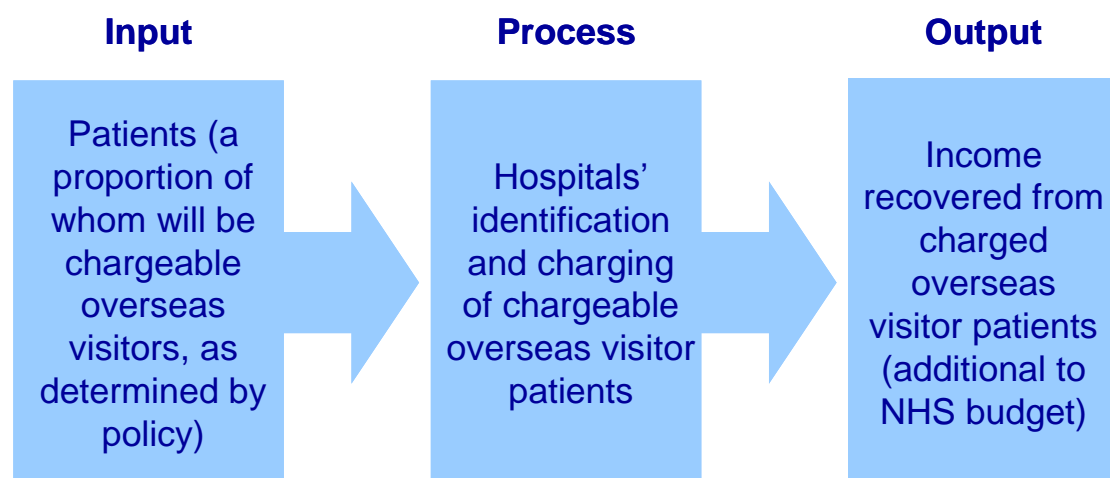 Input
Patients (a
proportion of
whom will be
chargeable
overseas
visitors, as
determined by
policy)
Process
Hospitals’
identification
and charging
of chargeable
overseas visitor
patients
Output
Income
recovered from
charged
overseas
visitor patients
(additional to
NHS budget)